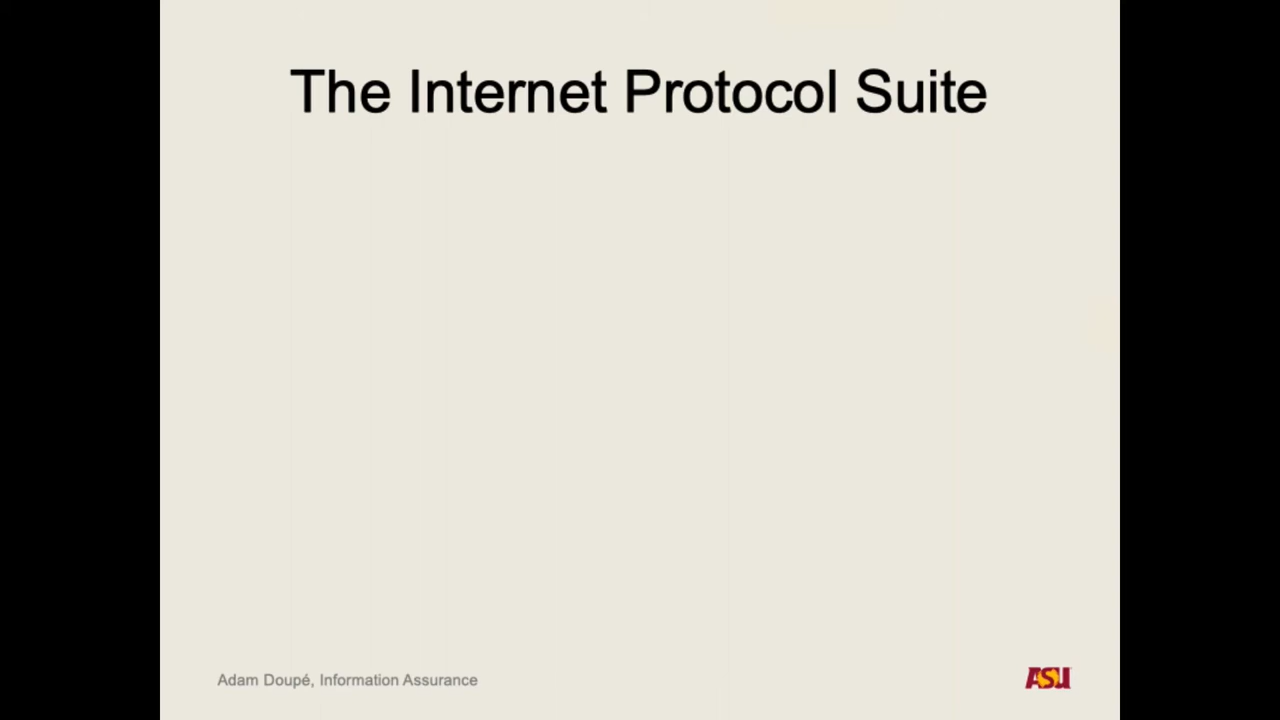 The Internet Protocol Suite
Adam Doupé, Information Assurance
ASU